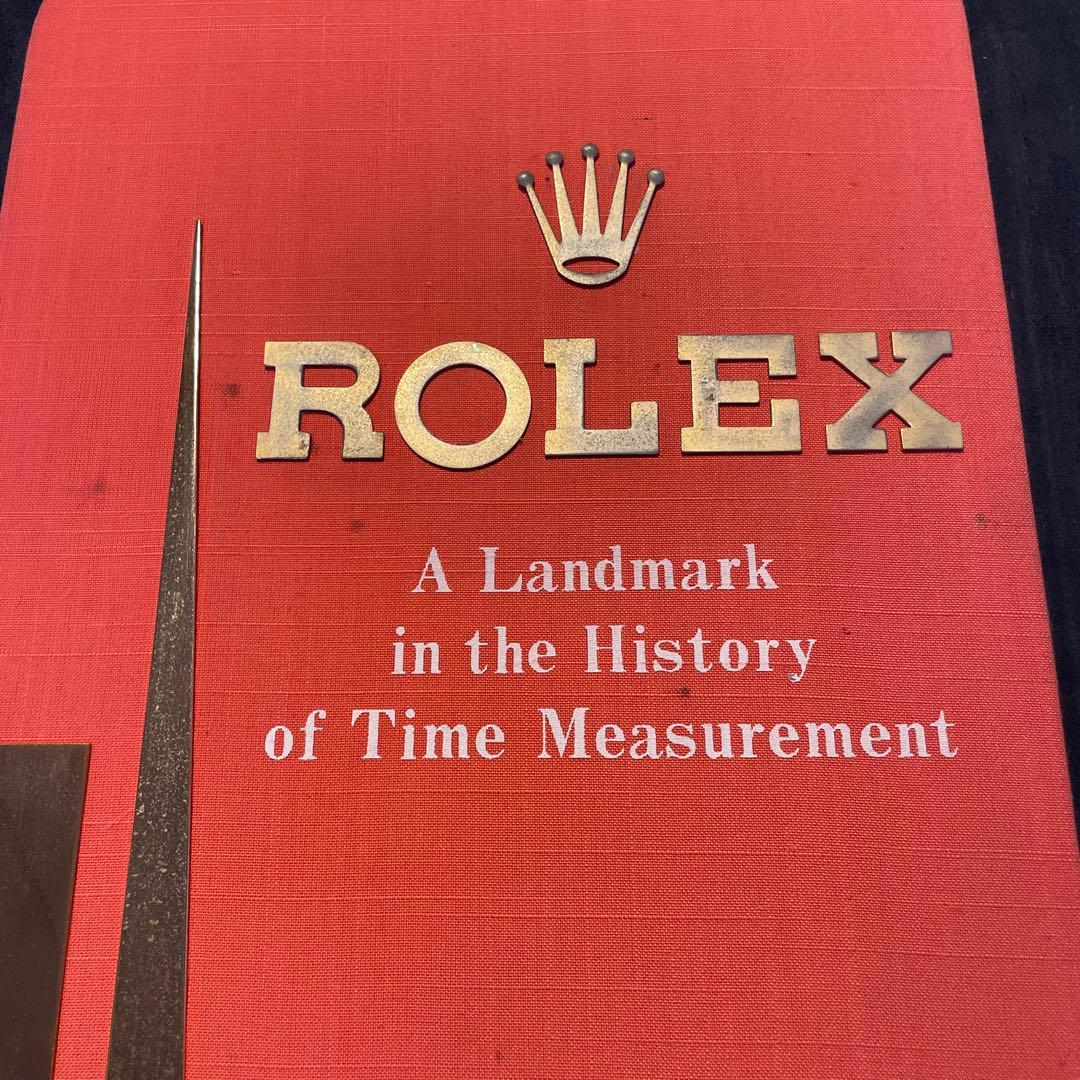 ROLEX
A Landmark
in the History
of Time Measurement